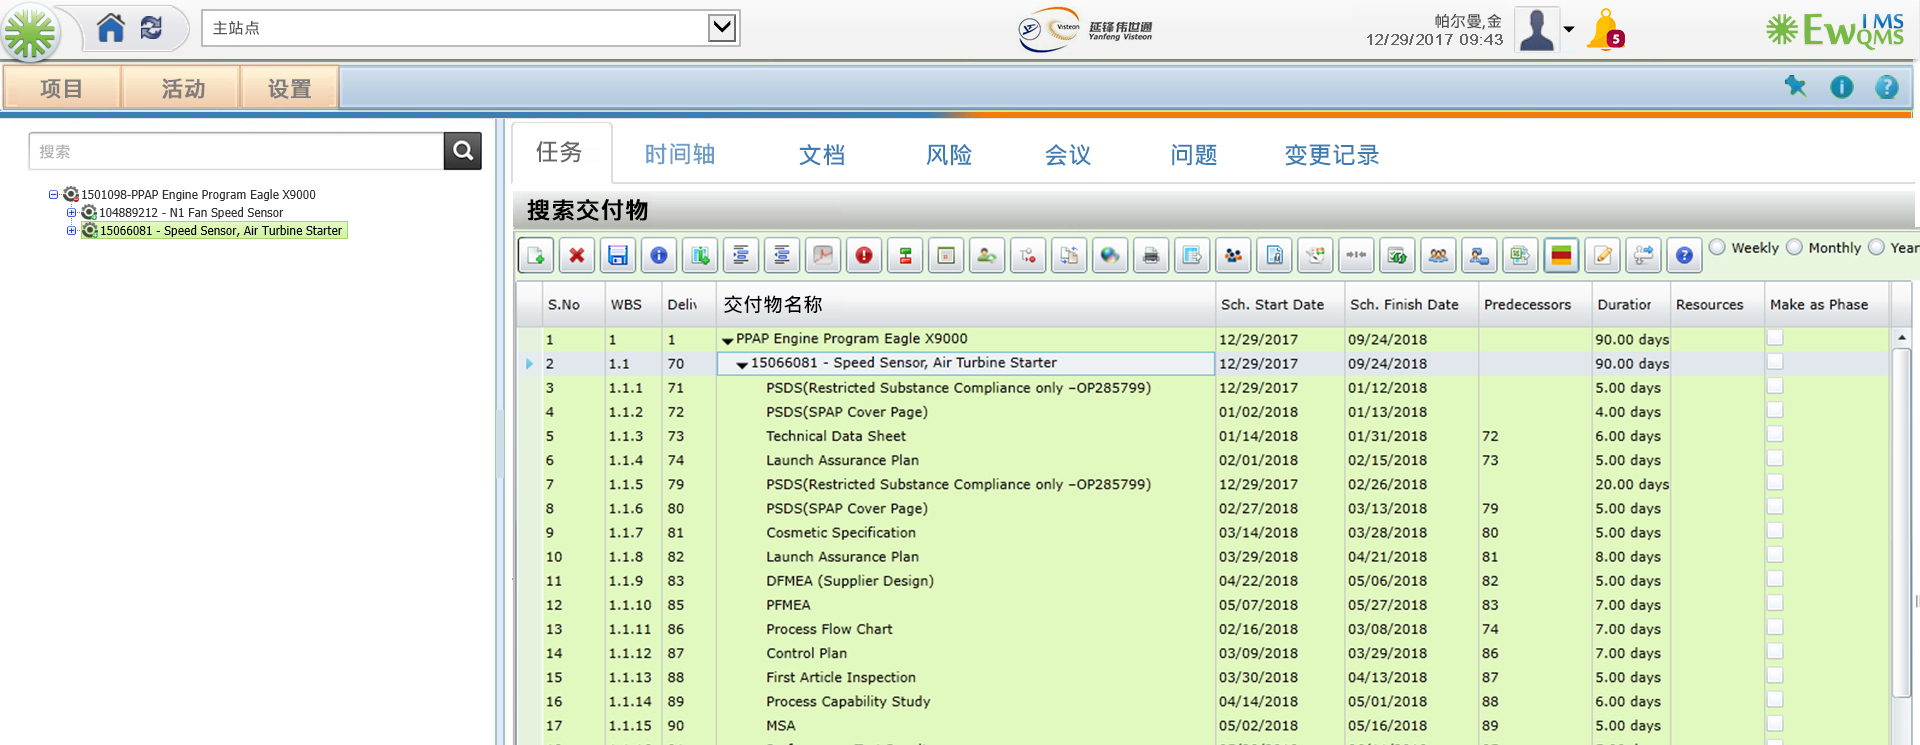 主站点
Visteon
延锋伟世通
Yanfeng Visteon
帕尔曼,金
12/29/2017 09:43
5
EwIMS
QMS
项目
活动
设置
搜索
任务
时间轴
文档
风险
会议
问题
变更记录
1501098-PPAP Engine Program Eagle X9000
104889212 - N1 Fan Speed Sensor
15066081 - Speed Sensor, Air Turbine Starter
搜索交付物
Weekly Monthly Year
S.No WBS Deliv 交付物名称 Sch. Start Date Sch. Finish Date Predecessors Duration Resources Make as Phase
1 1 1 PPAP Engine Program Eagle X9000 12/29/2017 09/24/2018 90.00 days
2 1.1 70 15066081 - Speed Sensor, Air Turbine Starter 12/29/2017 09/24/2018 90.00 days
3 1.1.1 71 PSDS(Restricted Substance Compliance only –OP285799) 12/29/2017 01/12/2018 5.00 days
4 1.1.2 72 PSDS(SPAP Cover Page) 01/02/2018 01/13/2018 4.00 days
5 1.1.3 73 Technical Data Sheet 01/14/2018 01/31/2018 72 6.00 days
6 1.1.4 74 Launch Assurance Plan 02/01/2018 02/15/2018 73 5.00 days
7 1.1.5 79 PSDS(Restricted Substance Compliance only –OP285799) 12/29/2017 02/26/2018 20.00 days
8 1.1.6 80 PSDS(SPAP Cover Page) 02/27/2018 03/13/2018 79 5.00 days
9 1.1.7 81 Cosmetic Specification 03/14/2018 03/28/2018 80 5.00 days
10 1.1.8 82 Launch Assurance Plan 03/29/2018 04/21/2018 81 8.00 days
11 1.1.9 83 DFMEA (Supplier Design) 04/22/2018 05/06/2018 82 5.00 days
12 1.1.10 85 PFMEA 05/07/2018 05/27/2018 83 7.00 days
13 1.1.11 86 Process Flow Chart 02/16/2018 03/08/2018 74 7.00 days
14 1.1.12 87 Control Plan 03/09/2018 03/29/2018 86 7.00 days
15 1.1.13 88 First Article Inspection 03/30/2018 04/13/2018 87 5.00 days
16 1.1.14 89 Process Capability Study 04/14/2018 05/01/2018 88 6.00 days
17 1.1.15 90 MSA 05/02/2018 05/16/2018 89 5.00 days